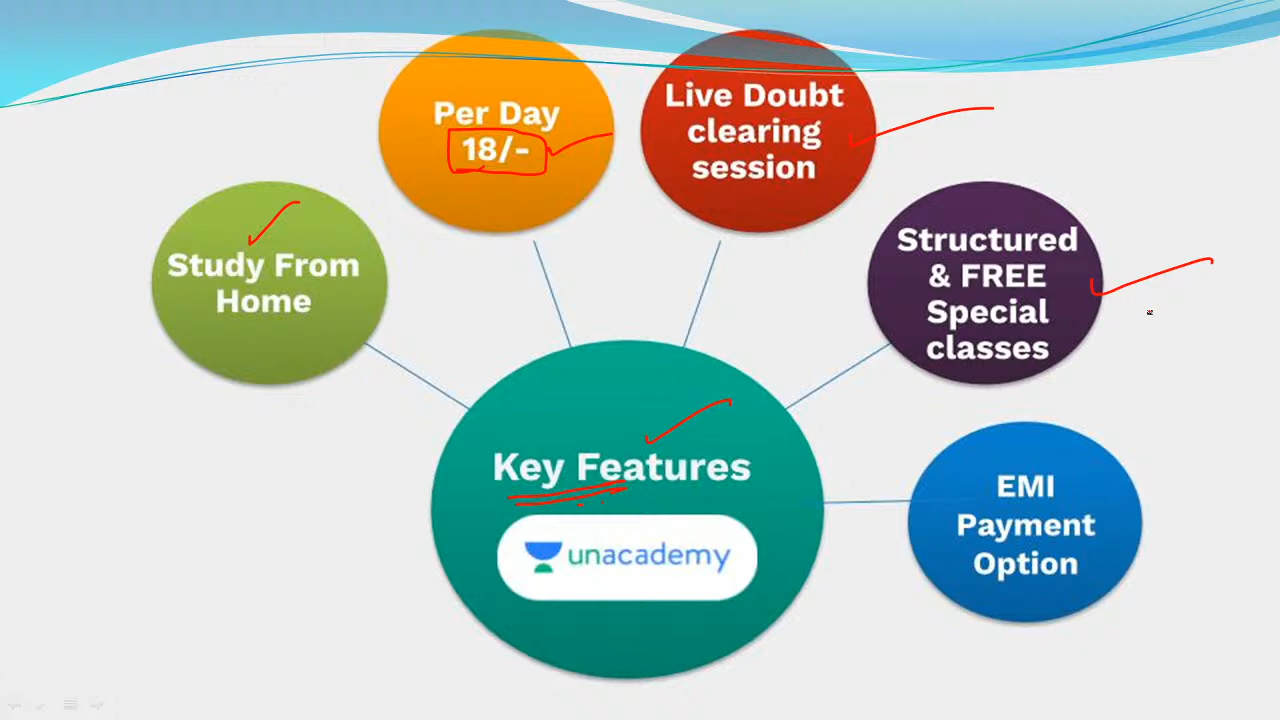 Per Day
18/-
Live Doubt
clearing
session
Study From
Home
Structured
& FREE
Special
classes
Key Features
unacademy
EMI
Payment
Option